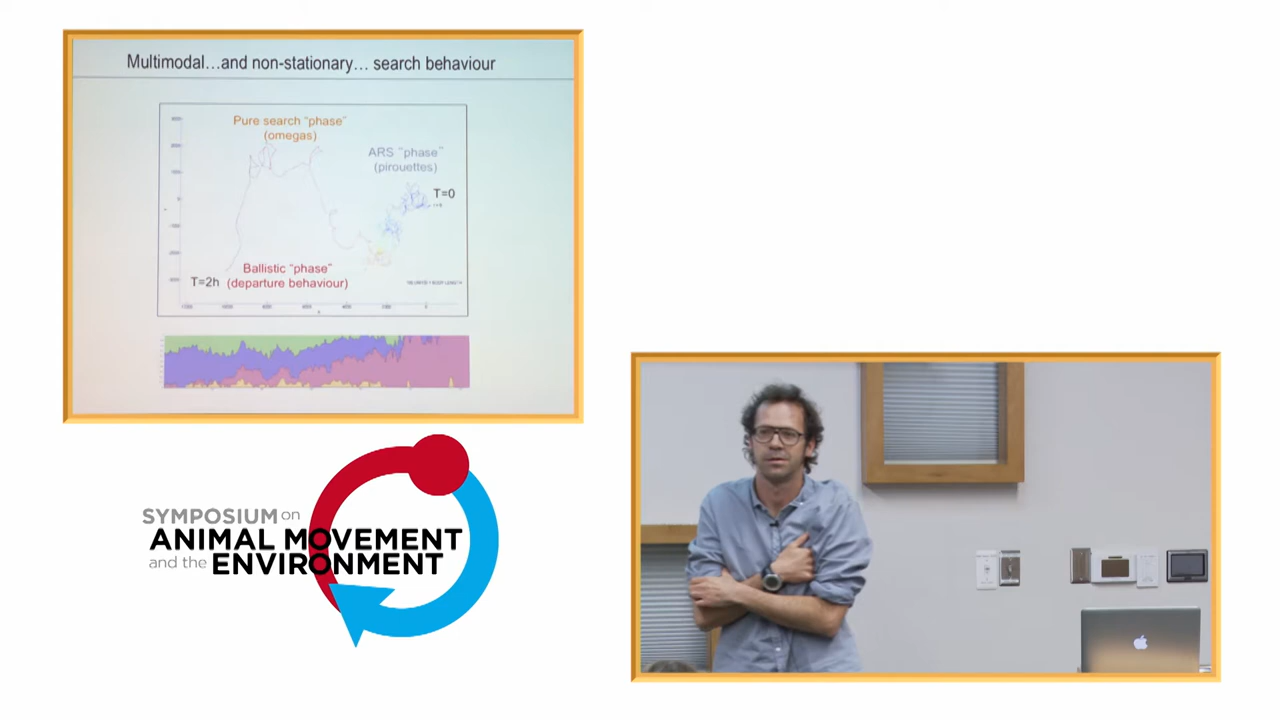 Multimodal…and non-stationary… search behaviour
Pure search “phase”
(omegas)
ARS “phase”
(pirouettes)
T=0
Ballistic “phase”
T=2h (departure behaviour)
SYMPOSIUM on
ANIMAL MOVEMENT
and the ENVIRONMENT